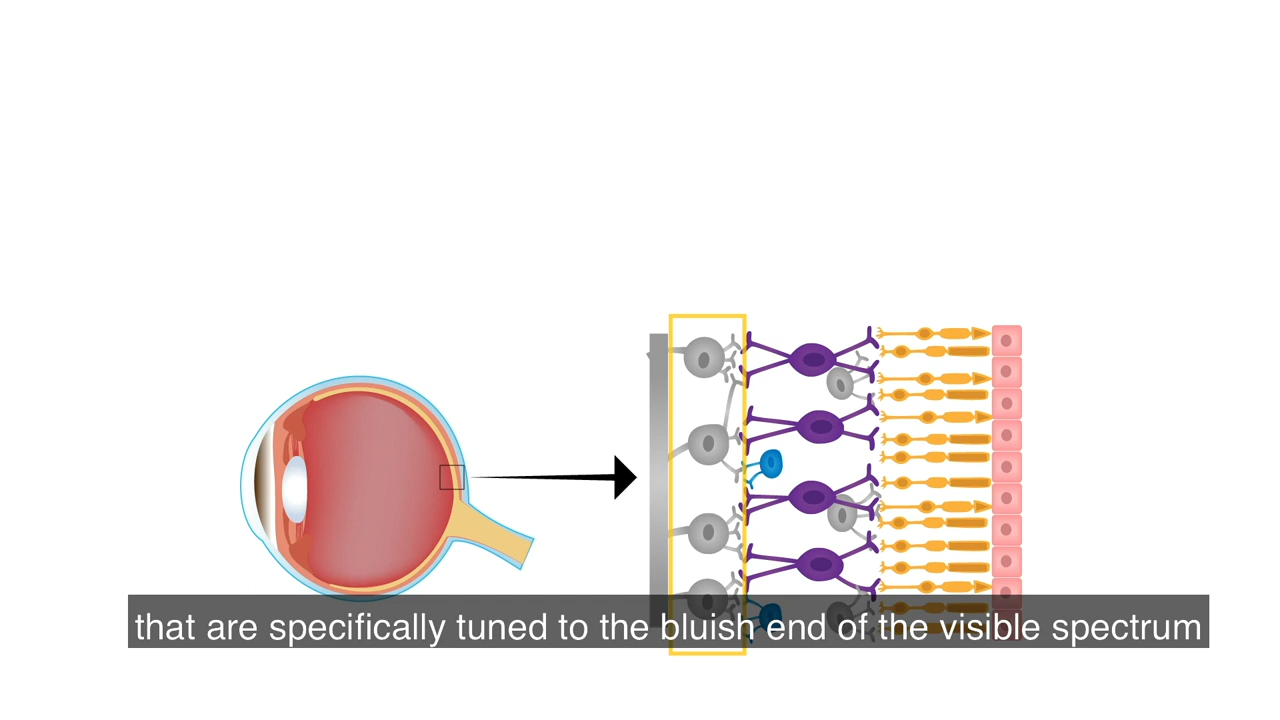 that are specifically tuned to the bluish end of the visible spectrum